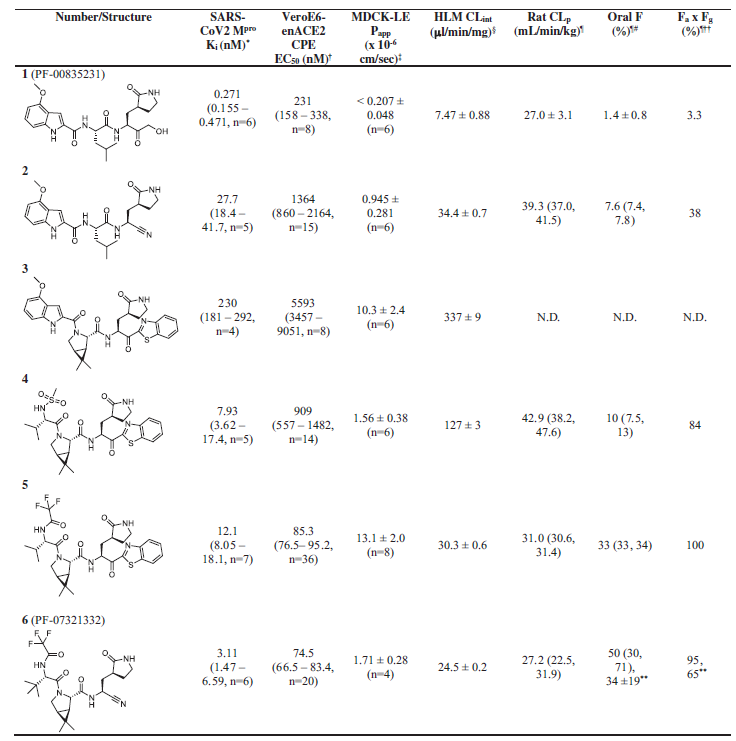 Number/Structure SARS- VeroE6- MDCK-LE HLM CLint Rat CLp Oral F Fa x Fg
CoV2 Mpro enACE2 Papp (µl/min/mg)§ (mL/min/kg)¶ (%)¶# (%)¶††
Ki (nM)* CPE (x 10-6
EC50 (nM)† cm/sec)‡
1 (PF-00835231)
0.271 231 < 0.207 ±
(0.155 – (158 – 338, 0.048 7.47 ± 0.88 27.0 ± 3.1 1.4 ± 0.8 3.3
0.471, n=6) n=8) (n=6)
O NH O N H O H N N H O O OH
2
27.7 1364 0.945 ±
(18.4 – (860 – 2164, 0.281 34.4 ± 0.7 39.3 (37.0, 7.6 (7.4, 38
41.7, n=5) n=15) (n=6) 41.5) 7.8)
O NH O N H O H N N H O N
3
230 5593
(181 – 292, (3457 – 10.3 ± 2.4 337 ± 9 N.D. N.D. N.D.
n=4) 9051, n=8) (n=6)
O NH O N H O N O N H O N S
4
7.93 909
(3.62 – (557 – 1482, 1.56 ± 0.38 127 ± 3 42.9 (38.2, 10 (7.5, 84
17.4, n=5) n=14) (n=6) 47.6) 13)
O S O HN O N O N H O O NH N S
5
12.1 85.3
(8.05 – (76.5– 95.2, 13.1 ± 2.0 30.3 ± 0.6 31.0 (30.6, 33 (33, 34) 100
18.1, n=7) n=36) (n=8) 31.4)
F F F O HN O N O N H O O NH N S
6 (PF-07321332)
3.11 74.5 50 (30,
(1.47 – (66.5 – 83.4, 1.71 ± 0.28 24.5 ± 0.2 27.2 (22.5, 71), 95,
6.59, n=6) n=20) (n=4) 31.9) 34 ±19** 65**
F F F O HN O N O N H O NH N